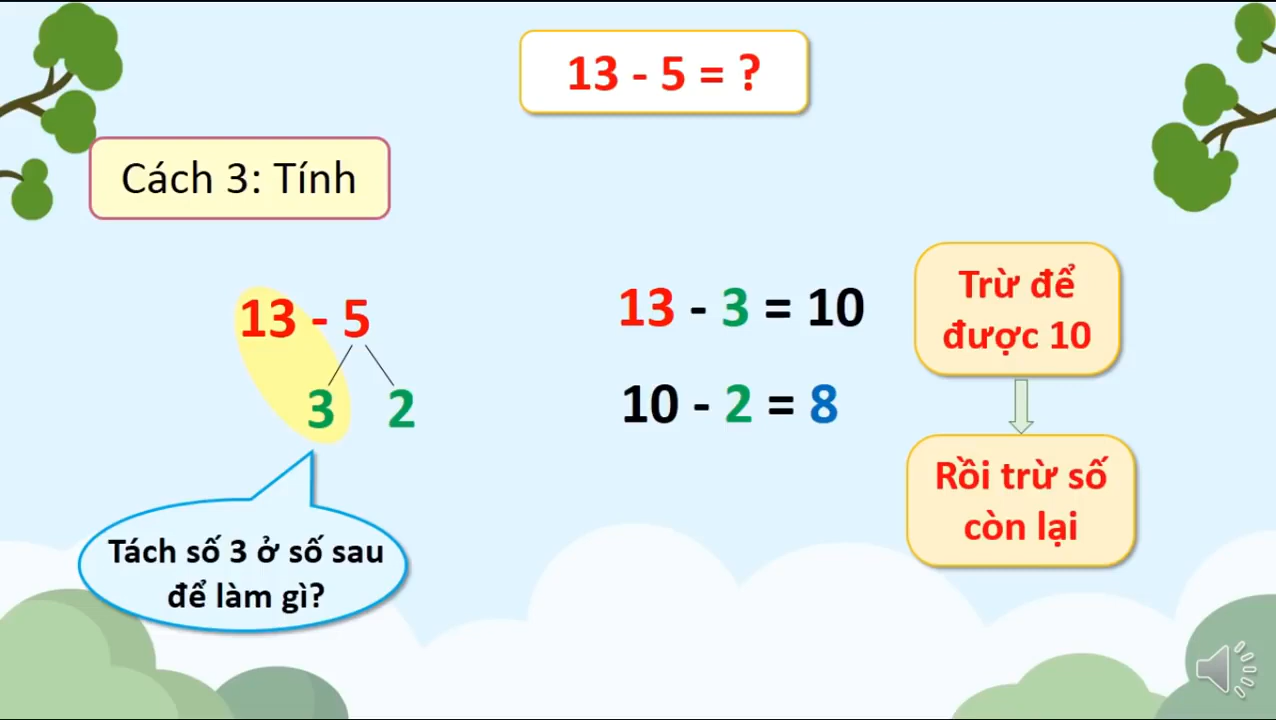 13 - 5 = ?
Cách 3: Tính
13 - 5
3 2
Tách số 3 ở số sau
để làm gì?
13 - 3 = 10
10 - 2 = 8
Trừ để
được 10
Rồi trừ số
còn lại